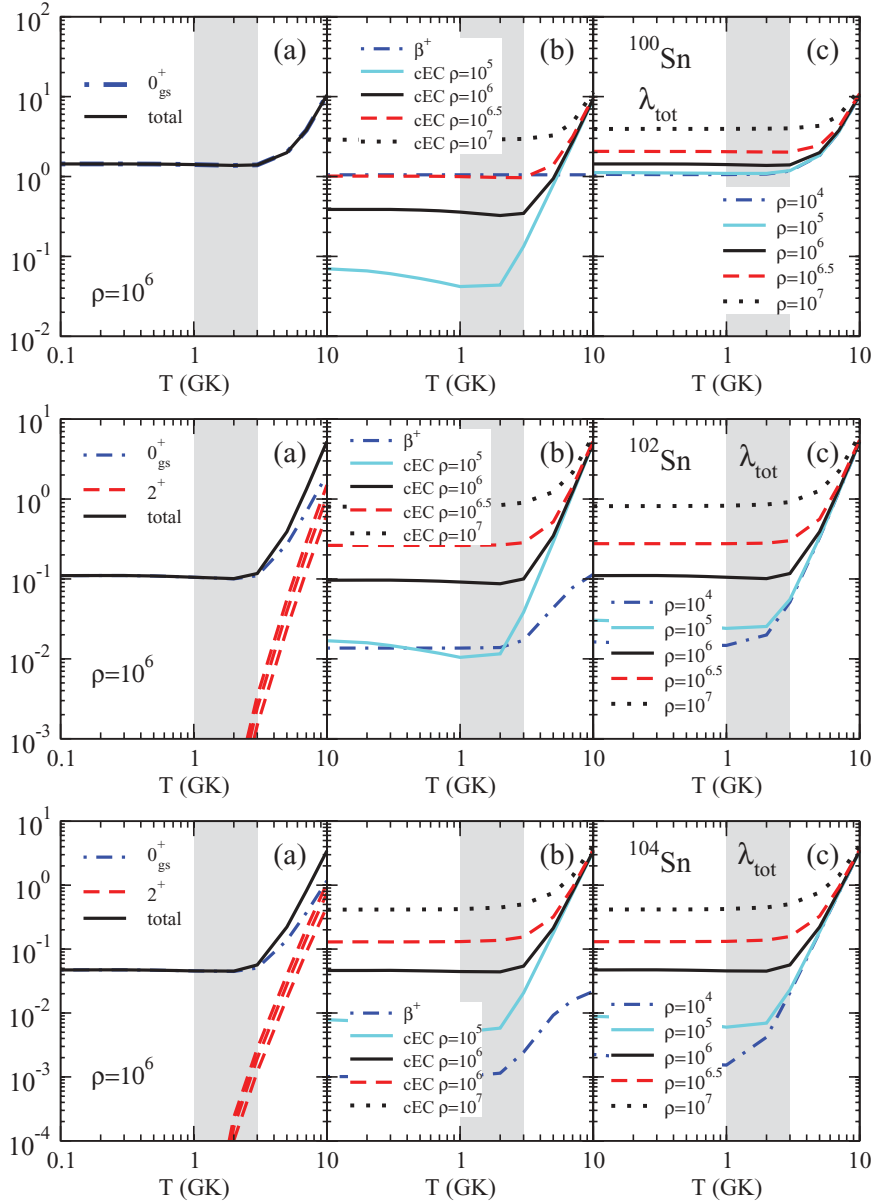 10^2
10^1
10^0
10^-1
10^-2
(a)
0^+_gs
total
ρ=10^6
0.1
1
10
T (GK)
(b)
β^+
cEC ρ=10^5
cEC ρ=10^6
cEC ρ=10^6.5
cEC ρ=10^7
1
10
T (GK)
^100Sn
(c)
λ_tot
ρ=10^4
ρ=10^5
ρ=10^6
ρ=10^6.5
ρ=10^7
1
10
T (GK)
10^1
10^0
10^-1
10^-2
10^-3
(a)
0^+_gs
2^+
total
ρ=10^6
0.1
1
10
T (GK)
(b)
β^+
cEC ρ=10^5
cEC ρ=10^6
cEC ρ=10^6.5
cEC ρ=10^7
1
10
T (GK)
^102Sn
λ_tot
(c)
ρ=10^4
ρ=10^5
ρ=10^6
ρ=10^6.5
ρ=10^7
1
10
T (GK)
10^1
10^0
10^-1
10^-2
10^-3
10^-4
(a)
0^+_gs
2^+
total
ρ=10^6
0.1
1
10
T (GK)
(b)
β^+
cEC ρ=10^5
cEC ρ=10^6
cEC ρ=10^6
cEC ρ=10^7
1
10
T (GK)
^104Sn
λ_tot
(c)
ρ=10^4
ρ=10^5
ρ=10^6
ρ=10^6.5
ρ=10^7
1
10
T (GK)